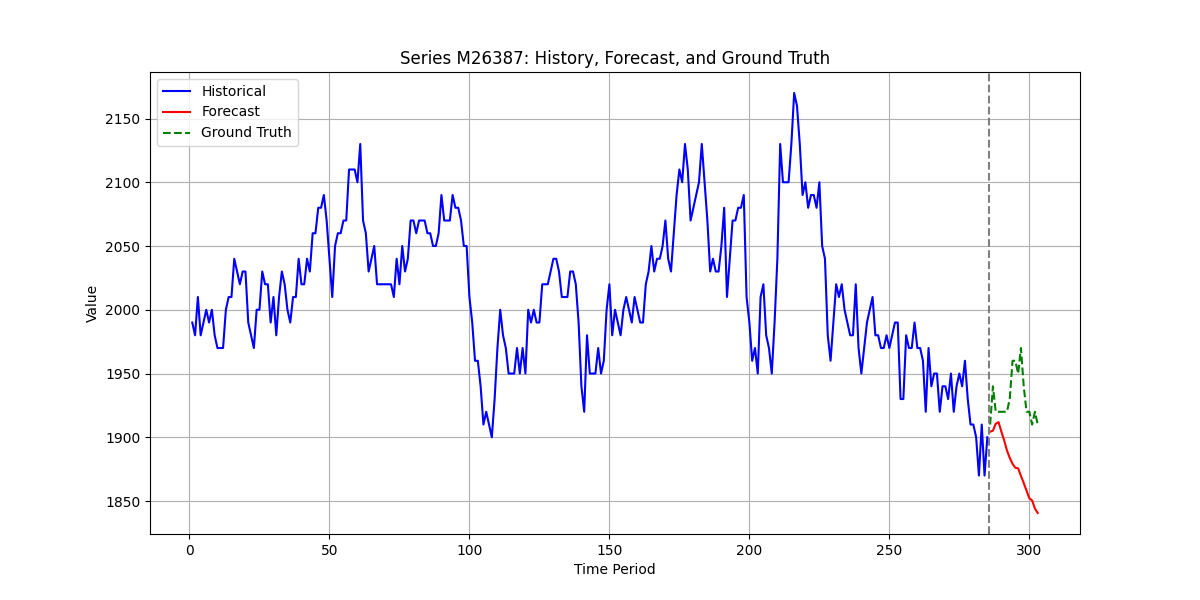 Series M26387: History, Forecast, and Ground Truth
Historical
Forecast
Ground Truth
2150
2100
2050
2000
1950
1900
1850
Value
0 50 100 150 200 250 300
Time Period